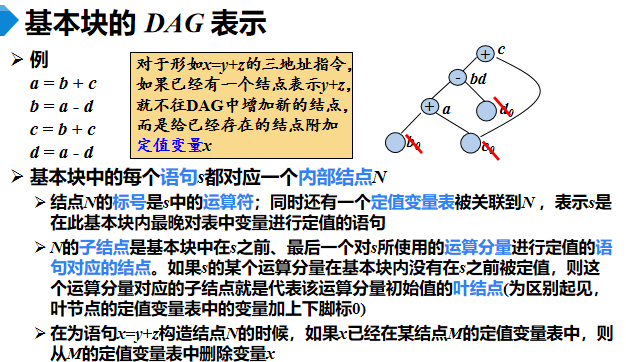 基本块的 DAG 表示
➢ 例
a = b + c
b = a - d
c = b + c
d = a - d
对于形如x=y+z的三地址指令,
如果已经有一个结点表示y+z,
就不往DAG中增加新的结点,
而是给已经存在的结点附加
定值变量x
+ c
- bd
+ a
d0
b0
c0
➢ 基本块中的每个语句s都对应一个内部结点N
➢ 结点N的标号是s中的运算符；同时还有一个定值变量表被关联到N ，表示s是
在此基本块内最晚对表中变量进行定值的语句
➢ N的子结点是基本块中在s之前、最后一个对s所使用的运算分量进行定值的语
句对应的结点。如果s的某个运算分量在基本块内没有在s之前被定值，则这
个运算分量对应的子结点就是代表该运算分量初始值的叶结点(为区别起见，
叶节点的定值变量表中的变量加上下脚标0)
➢ 在为语句x=y+z构造结点N的时候，如果x已经在某结点M的定值变量表中，则
从M的定值变量表中删除变量x